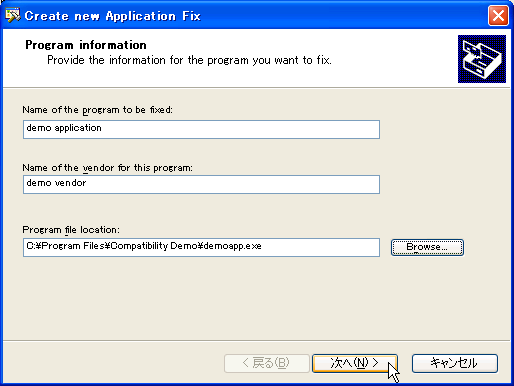 Create new Application Fix
Program information
Provide the information for the program you want to fix.
Name of the program to be fixed:
demo application
Name of the vendor for this program:
demo vendor
Program file location:
C:¥Program Files¥Compatibility Demo¥demoapp.exe
Browse...
< 戻る(B)
次へ(N) >
キャンセル